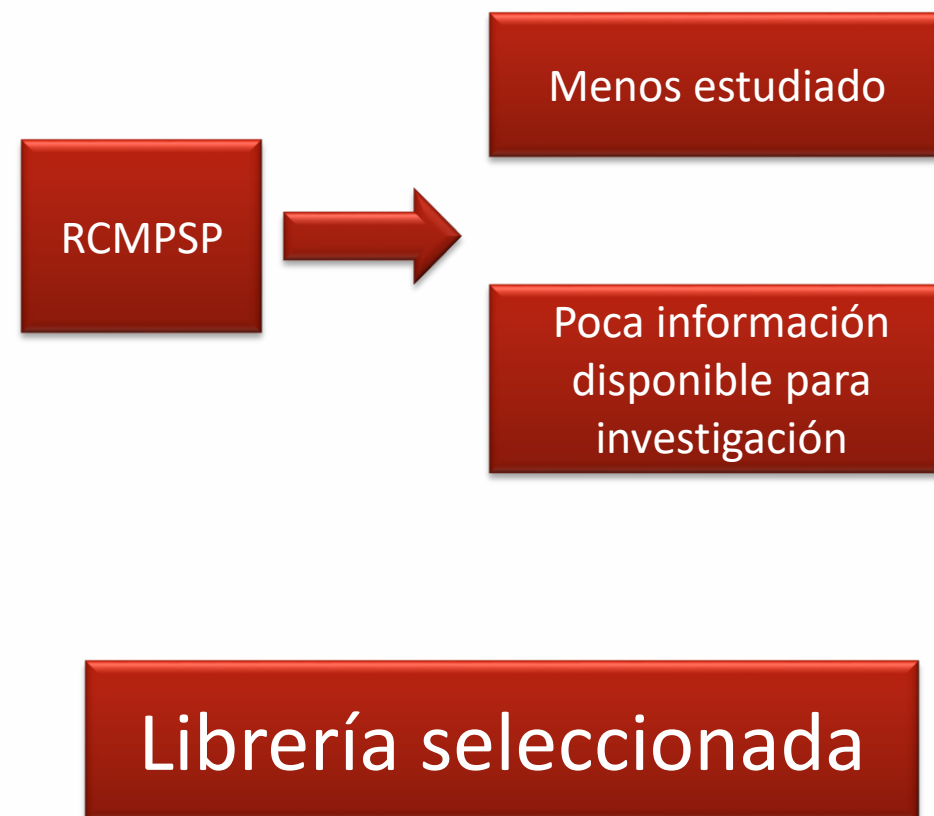 RCMPSP
Menos estudiado
Poca información
disponible para
investigación
Librería seleccionada